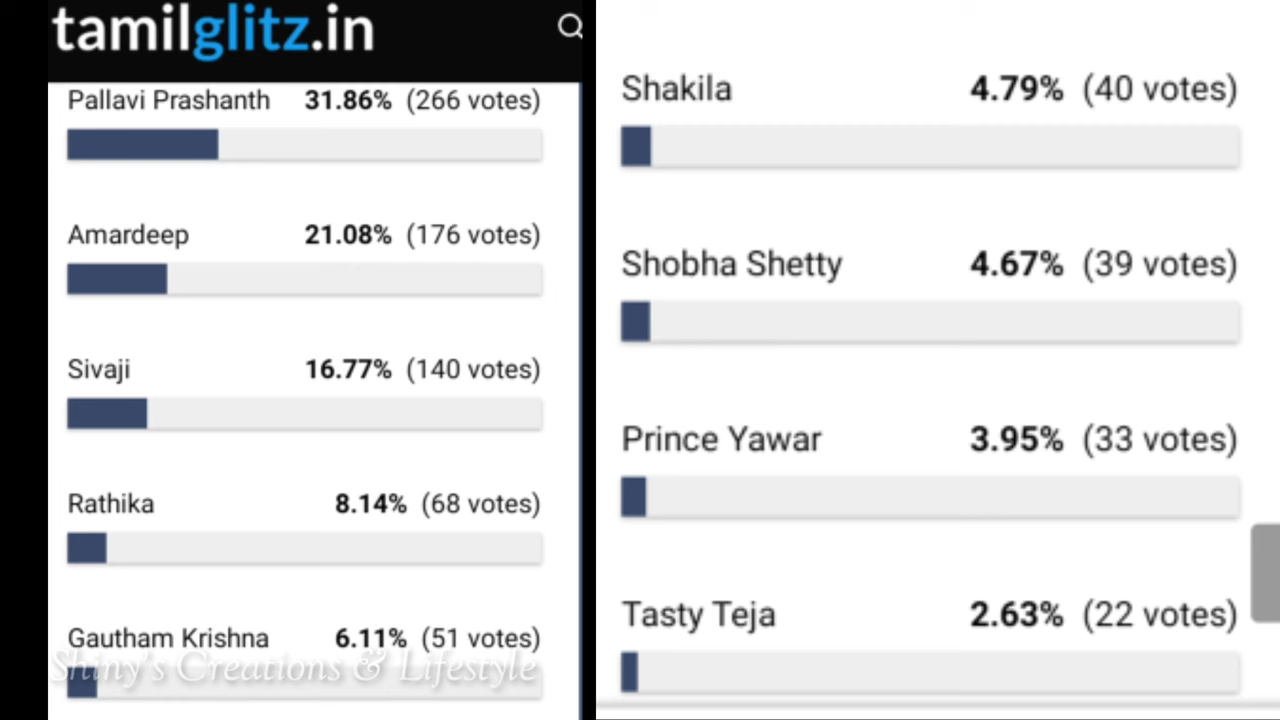 tamilglitz.in
Pallavi Prashanth 31.86% (266 votes)
Amardeep 21.08% (176 votes)
Sivaji 16.77% (140 votes)
Rathika 8.14% (68 votes)
Gautham Krishna 6.11% (51 votes)
Shiny's Creations & Lifestyle
Shakila 4.79% (40 votes)
Shobha Shetty 4.67% (39 votes)
Prince Yawar 3.95% (33 votes)
Tasty Teja 2.63% (22 votes)